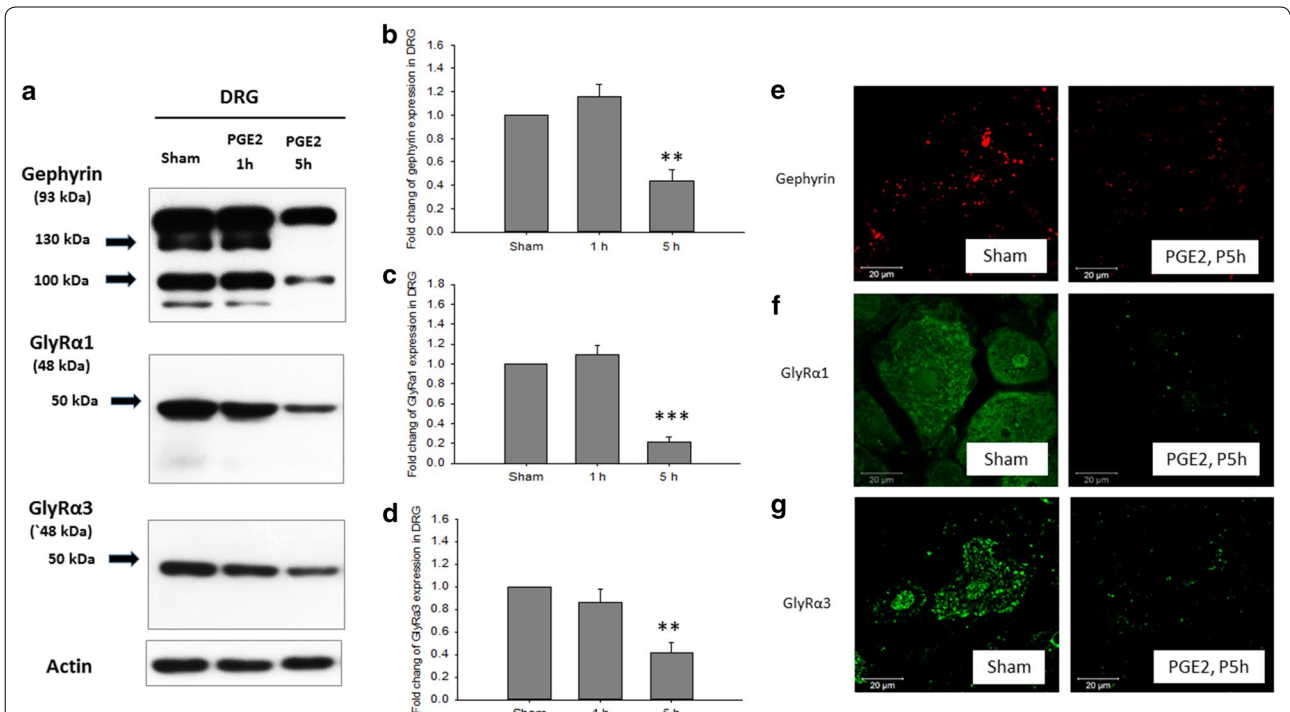 a
DRG
Sham
PGE2
1h
PGE2
5h
Gephyrin
(93 kDa)
130 kDa
100 kDa
GlyRα1
(48 kDa)
50 kDa
GlyRα3
(`48 kDa)
50 kDa
Actin
b
Fold change of gephyrin expression in DRG
1.6
1.4
1.2
1.0
0.8
0.6
0.4
0.2
0.0
**
Sham
1 h
5 h
c
Fold chang of GlyRa1 expression in DRG
1.8
1.6
1.4
1.2
1.0
0.8
0.6
0.4
0.2
0.0
***
Sham
1 h
5 h
d
Fold change of GlyRa3 expression in DRG
1.6
1.4
1.2
1.0
0.8
0.6
0.4
0.2
0.0
**
Sham
1 h
5 h
e
Gephyrin
Sham
20 µm
PGE2, P5h
20 µm
f
GlyRα1
Sham
20 µm
PGE2, P5h
20 µm
g
GlyRα3
Sham
20 µm
PGE2, P5h
20 µm